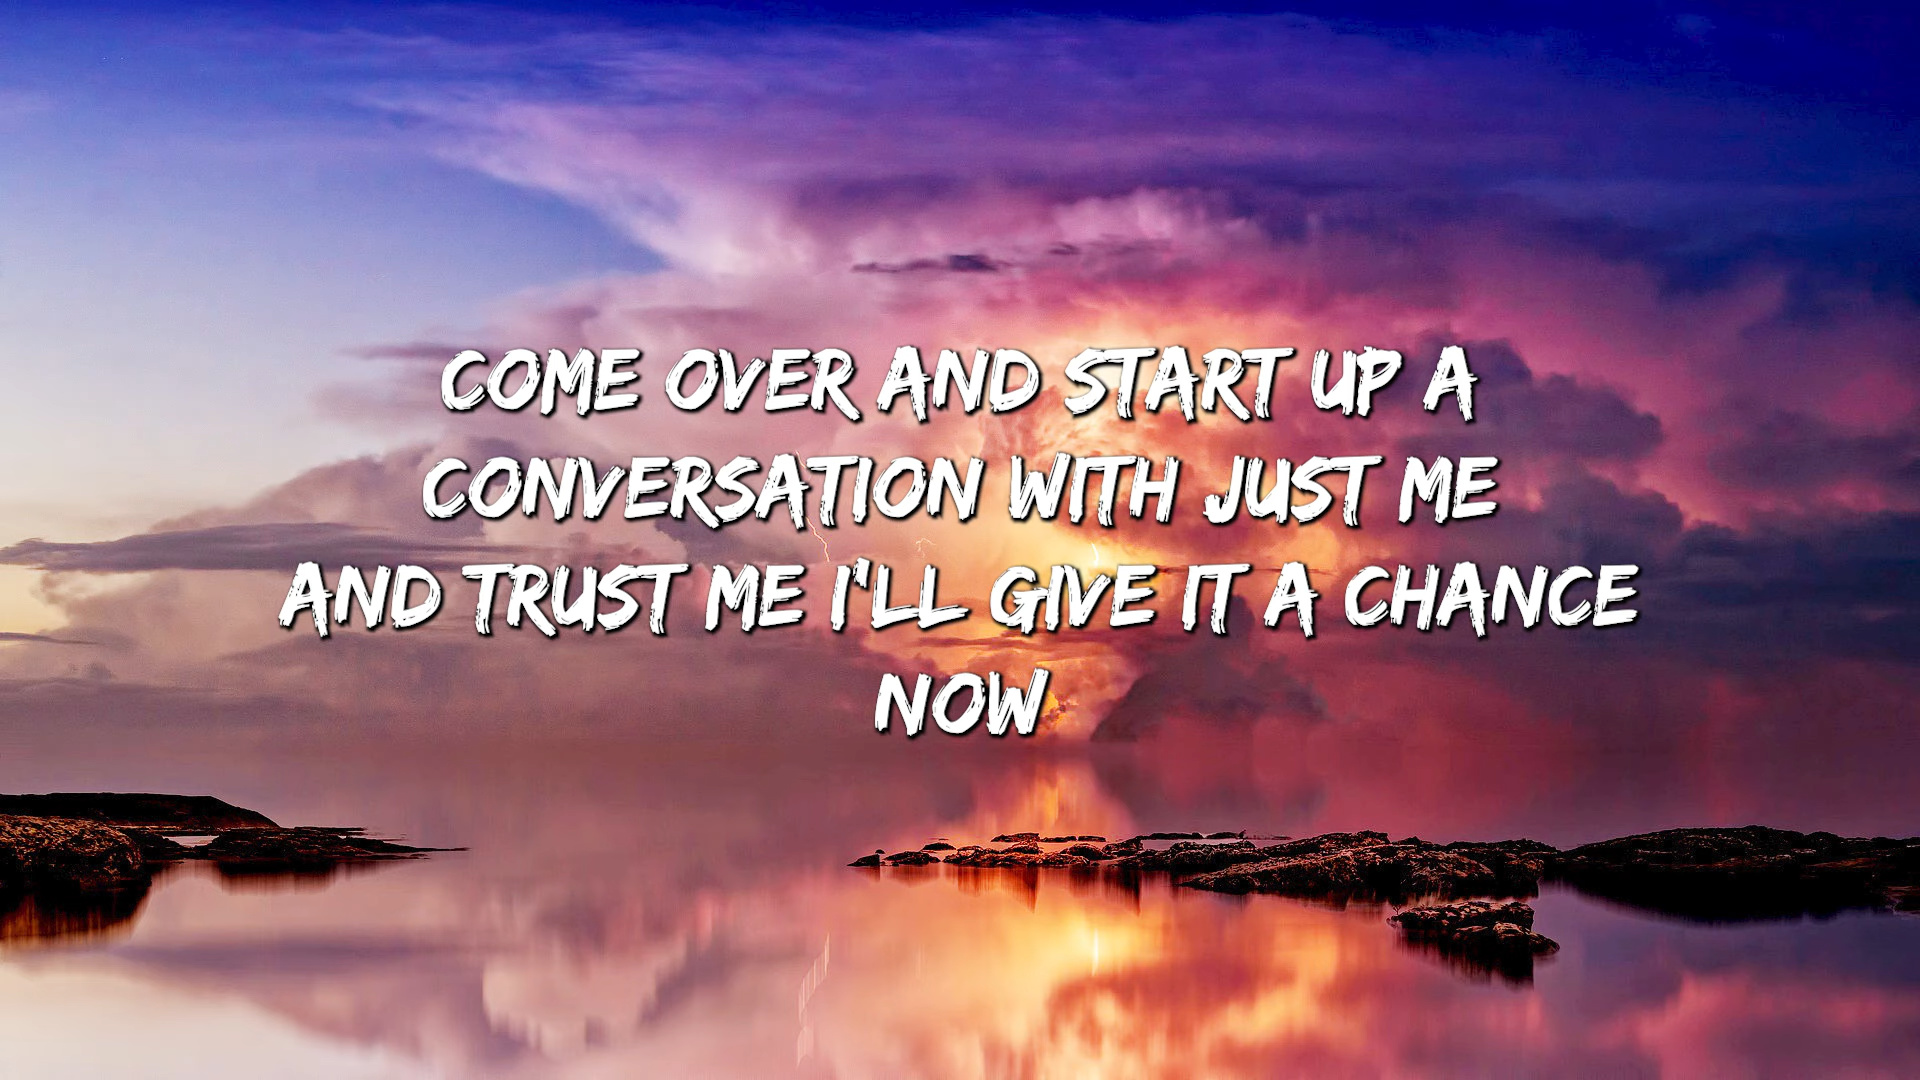 COME OVER AND START UP A
CONVERSATION WITH JUST ME
AND TRUST ME I'LL GIVE IT A CHANCE
NOW